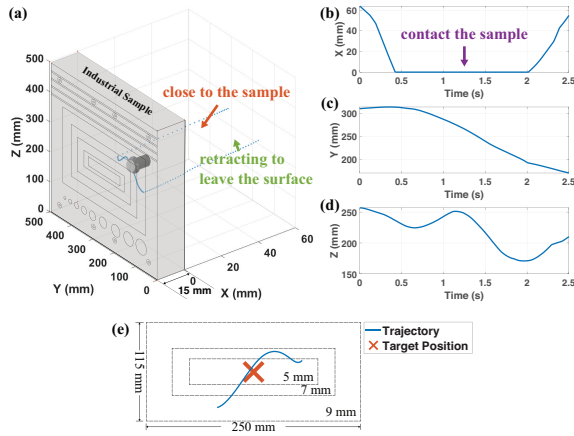 (a)
Industrial Sample
close to the sample
retracting to
leave the surface
Z (mm)
500
400
300
200
100
0
500
400
300
200
100
0
Y (mm)
15 mm
0
20
40
60
X (mm)
(b)
contact the sample
X (mm)
60
40
20
0
0 0.5 1 1.5 2 2.5
Time (s)
(c)
Y (mm)
300
250
200
0 0.5 1 1.5 2 2.5
Time (s)
(d)
Z (mm)
250
200
150
0 0.5 1 1.5 2 2.5
Time (s)
(e)
115 mm
5 mm
7 mm
9 mm
250 mm
Trajectory
Target Position